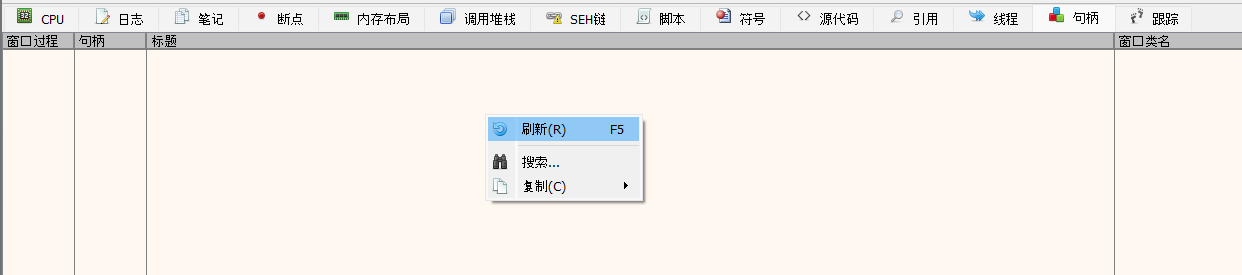 CPU 日志 笔记 断点 内存布局 调用堆栈 SEH链 脚本 符号 源代码 引用 线程 句柄 跟踪
窗口过程 句柄 标题 窗口类名
刷新(R) F5
搜索...
复制(C)